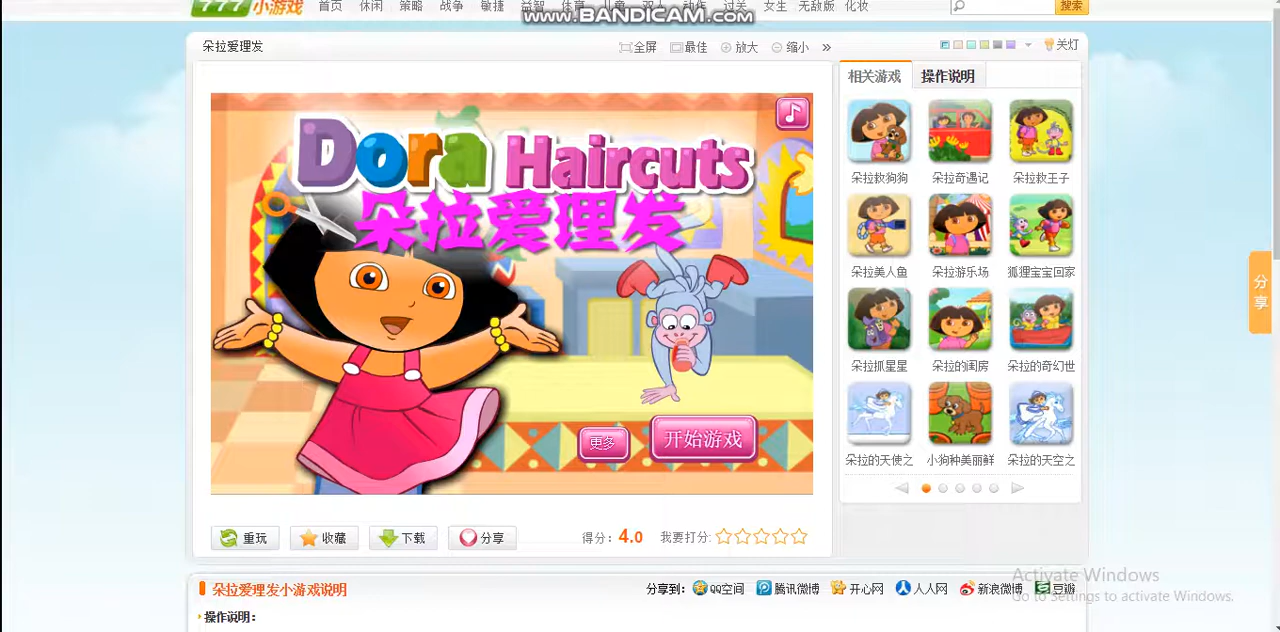 777小游戏 首页 休闲 策略 战争 敏捷 益智 体育 儿童 双人 动作 过关 女生 无敌版 化妆 搜索
www.BANDICAM.com
朵拉爱理发 全屏 最佳 放大 缩小 » 关灯
相关游戏 操作说明
Dora Haircuts
朵拉爱理发
更多 开始游戏
朵拉救狗狗 朵拉奇遇记 朵拉救王子
朵拉美人鱼 朵拉游乐场 狐狸宝宝回家
朵拉抓星星 朵拉的闺房 朵拉的奇幻世
朵拉的天使之 小狗种美丽鲜 朵拉的天空之
分享
重玩 收藏 下载 分享 得分: 4.0 我要打分:
朵拉爱理发小游戏说明 分享到: QQ空间 腾讯微博 开心网 人人网 新浪微博 豆瓣
操作说明:
Activate Windows
Go to Settings to activate Windows.